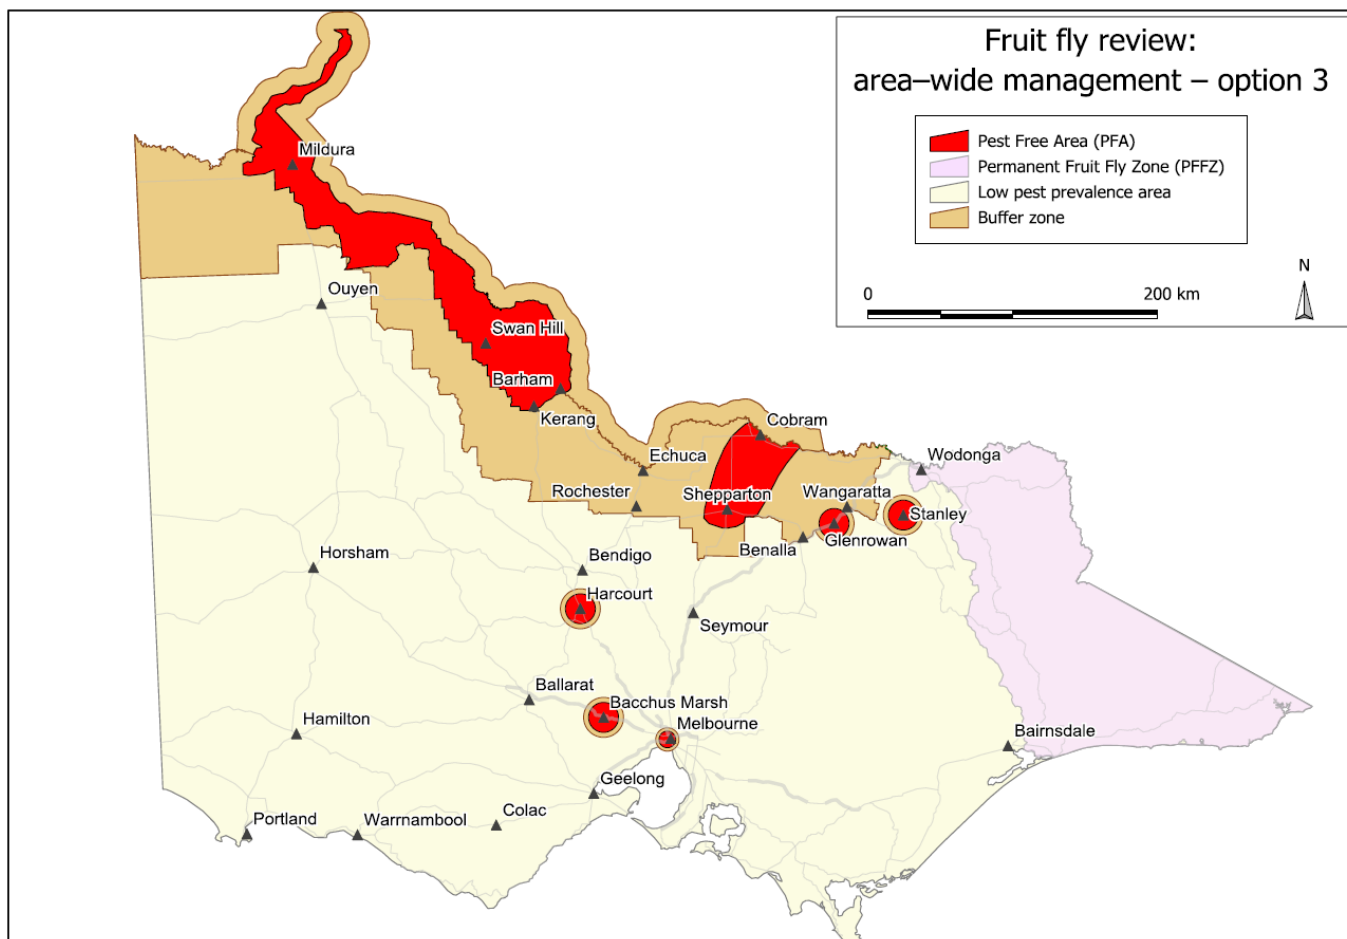 Fruit fly review:
area–wide management – option 3
Pest Free Area (PFA)
Permanent Fruit Fly Zone (PFFZ)
Low pest prevalence area
Buffer zone
N
0 200 km
Mildura
Ouyen
Swan Hill
Barham
Kerang
Cobram
Echuca
Wodonga
Rochester
Shepparton
Wangaratta
Stanley
Glenrowan
Benalla
Horsham
Bendigo
Harcourt
Seymour
Ballarat
Bacchus Marsh
Hamilton
Melbourne
Bairnsdale
Geelong
Colac
Portland
Warrnambool